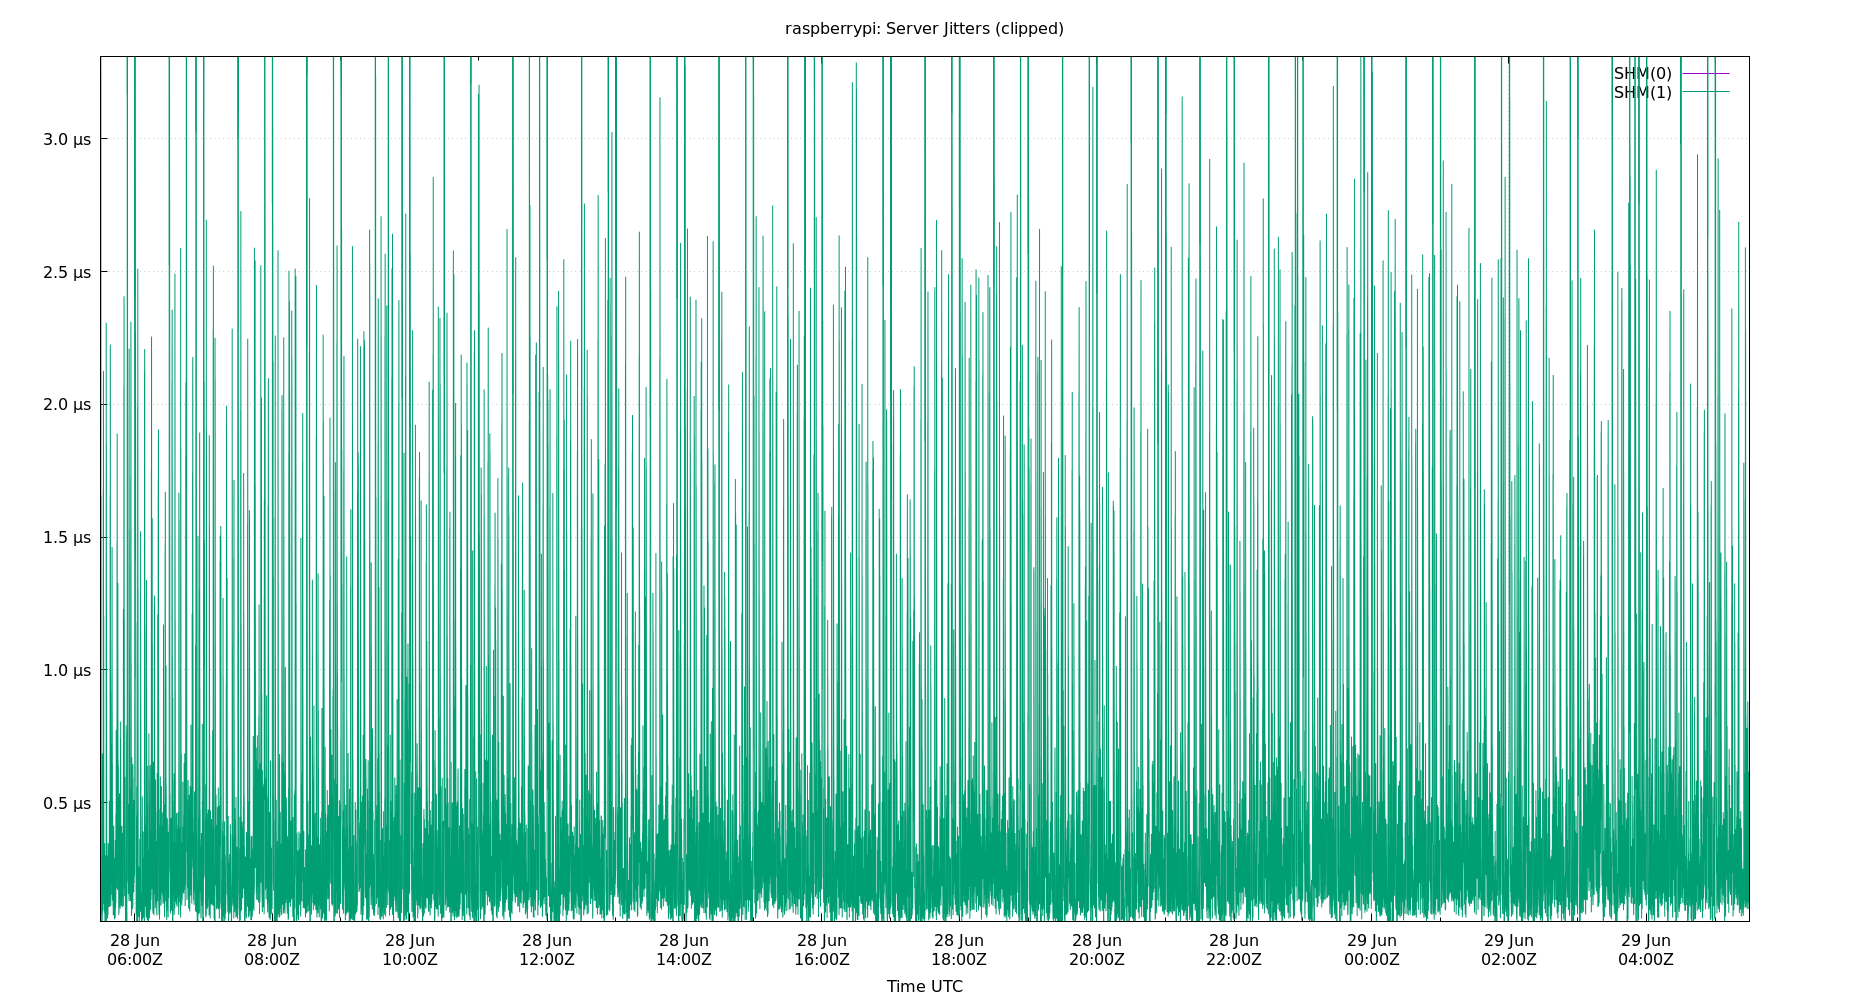 raspberrypi: Server Jitters (clipped)
SHM(0)
SHM(1)
3.0 µs
2.5 µs
2.0 µs
1.5 µs
1.0 µs
0.5 µs
28 Jun 28 Jun 28 Jun 28 Jun 28 Jun 28 Jun 28 Jun 28 Jun 28 Jun 29 Jun 29 Jun 29 Jun
06:00Z 08:00Z 10:00Z 12:00Z 14:00Z 16:00Z 18:00Z 20:00Z 22:00Z 00:00Z 02:00Z 04:00Z
Time UTC